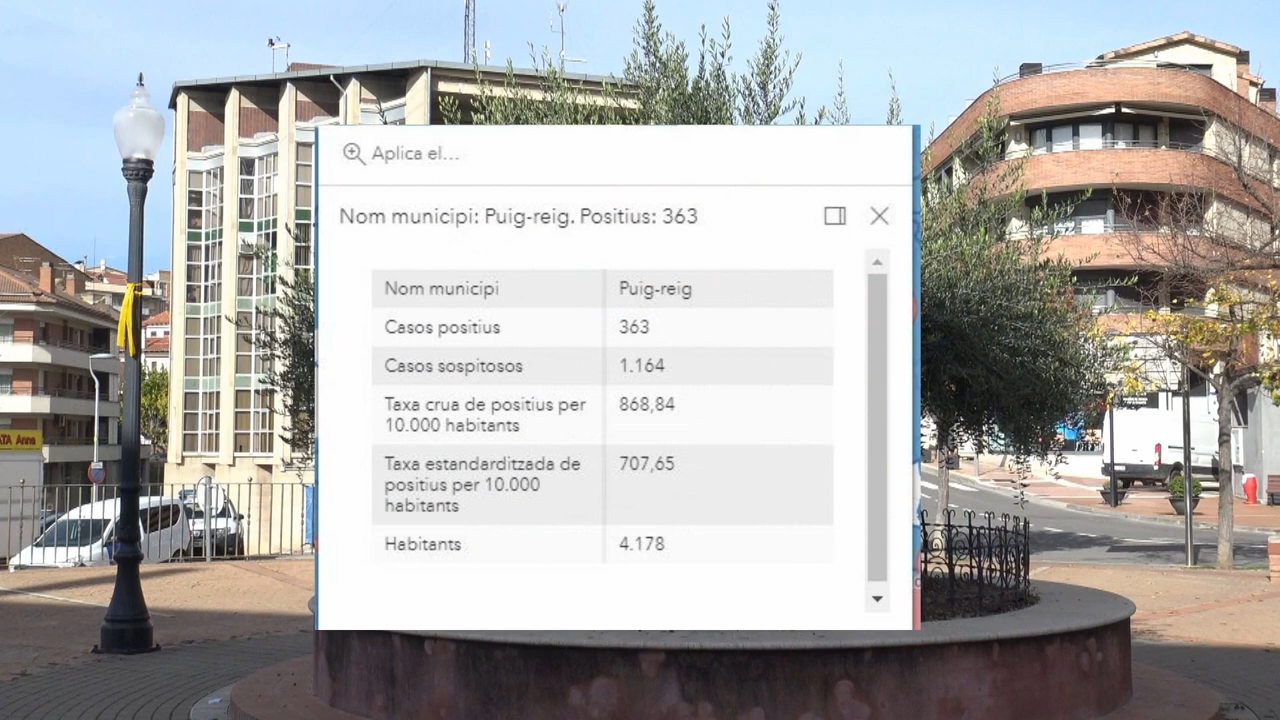 Aplica el...
Nom municipi: Puig-reig. Positius: 363
Nom municipi Puig-reig
Casos positius 363
Casos sospitosos 1.164
Taxa crua de positius per 868,84
10.000 habitants
Taxa estandarditzada de 707,65
positius per 10.000
habitants
Habitants 4.178
ATA Anna